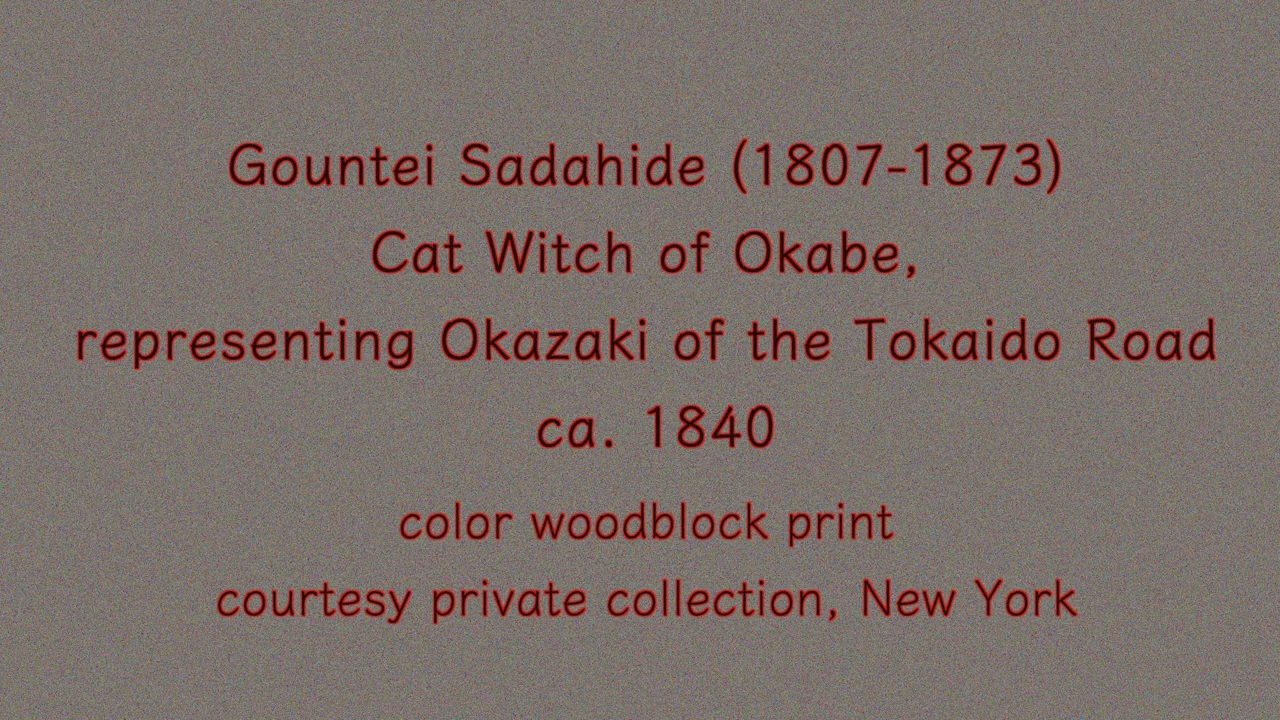 Gountei Sadahide (1807-1873)
Cat Witch of Okabe,
representing Okazaki of the Tokaido Road
ca. 1840
color woodblock print
courtesy private collection, New York